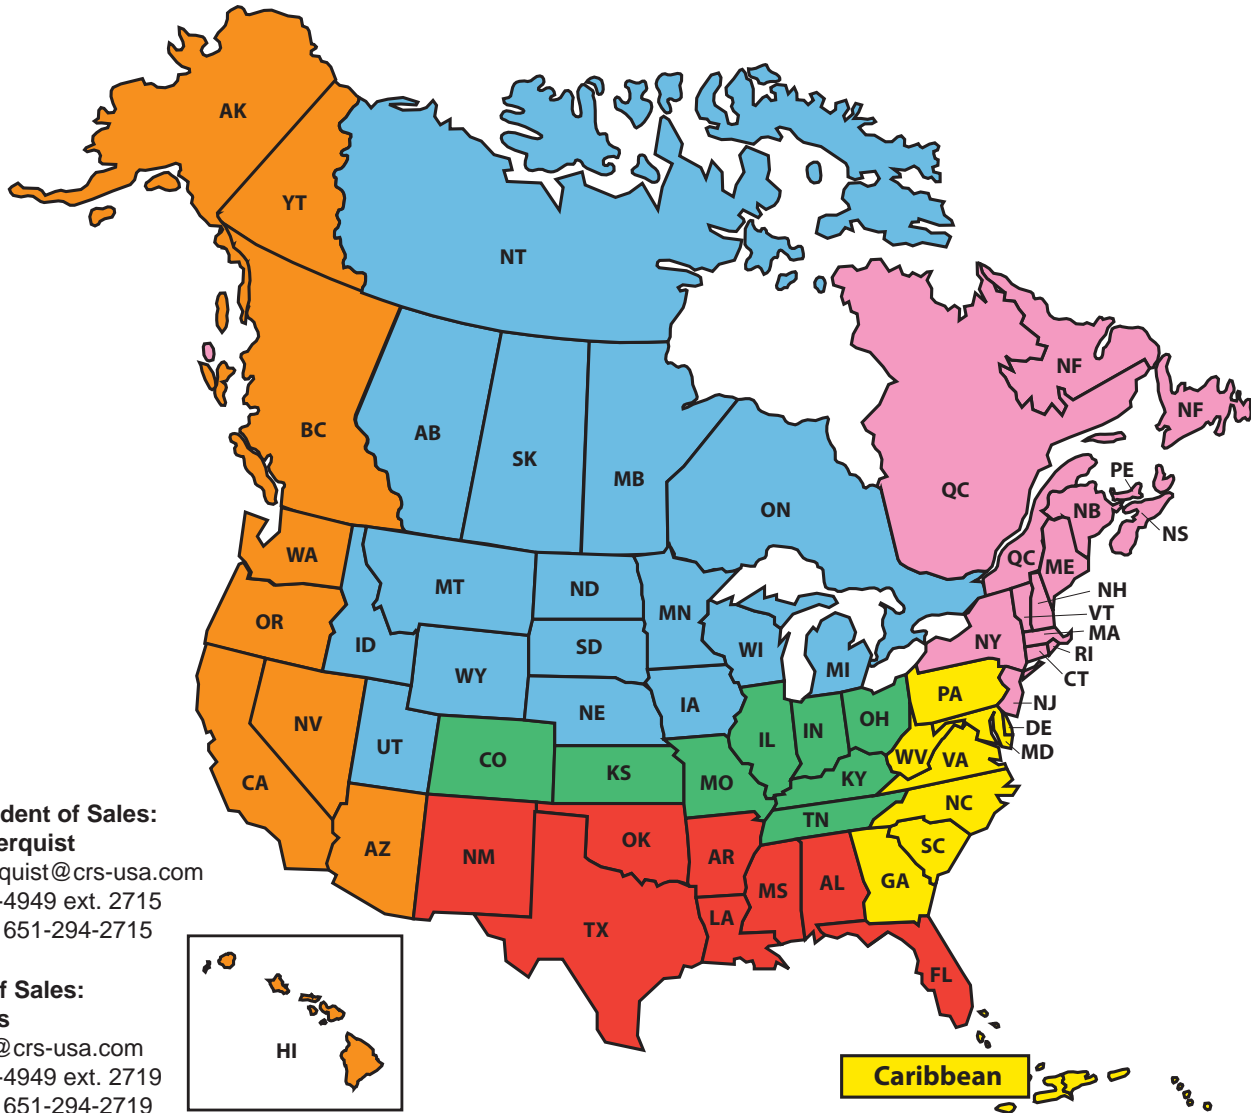 AK
YT
NT
NF
NF
BC
AB
SK
MB
ON
QC
PE
NB
NS
QC
ME
WA
MT
ND
MN
NH
VT
MA
RI
CT
OR
ID
SD
WI
MI
NY
WY
NE
IA
PA
NJ
DE
MD
NV
UT
CO
KS
IL
IN
OH
WV
VA
CA
MO
KY
NC
TN
AZ
NM
OK
AR
SC
GA
MS
AL
TX
LA
FL
HI
Caribbean
dent of Sales:
erquist
quist@crs-usa.com
-4949 ext. 2715
651-294-2715
f Sales:
s
@crs-usa.com
-4949 ext. 2719
651-294-2719